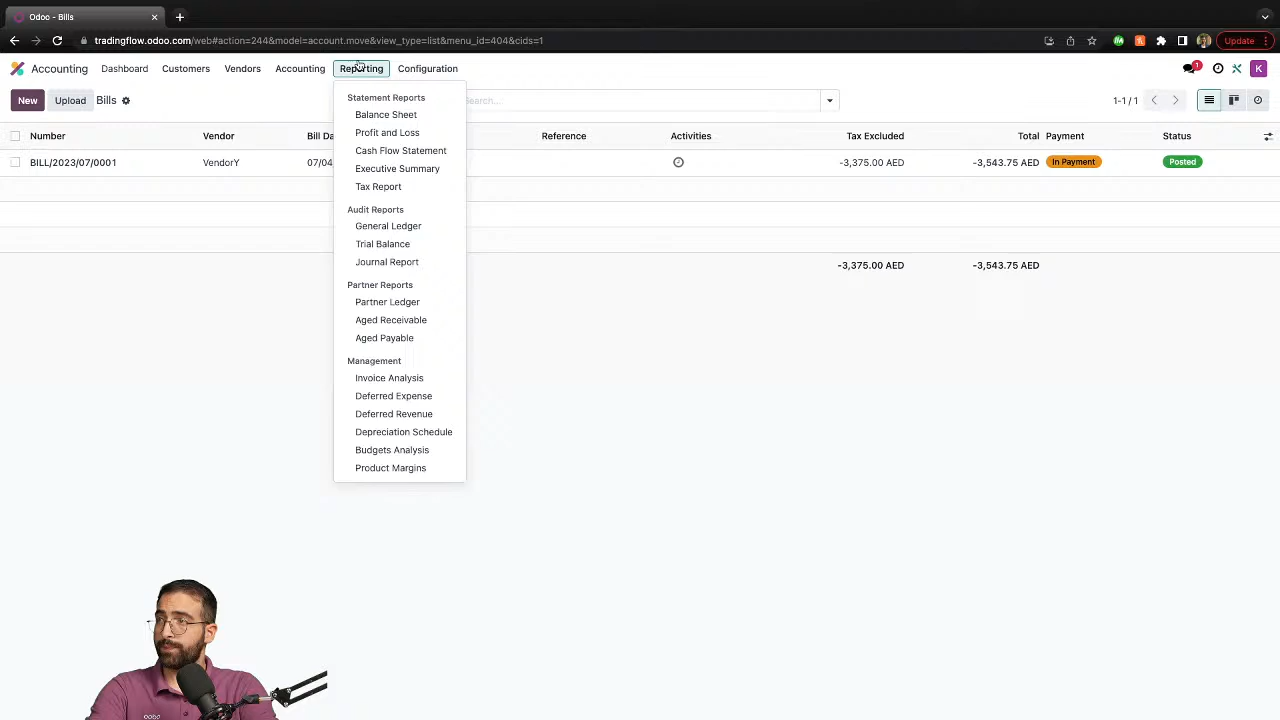 Odoo - Bills
tradingflow.odoo.com/web#action=244&model=account.move&view_type=list&menu_id=404&cids=1
Update
Accounting
Dashboard
Customers
Vendors
Accounting
Reporting
Configuration
1
K
New
Upload
Bills
Search...
1-1 / 1
Number
Vendor
Bill Da
Reference
Activities
Tax Excluded
Total
Payment
Status
BILL/2023/07/0001
VendorY
07/04
-3,375.00 AED
-3,543.75 AED
In Payment
Posted
-3,375.00 AED
-3,543.75 AED
Statement Reports
Balance Sheet
Profit and Loss
Cash Flow Statement
Executive Summary
Tax Report
Audit Reports
General Ledger
Trial Balance
Journal Report
Partner Reports
Partner Ledger
Aged Receivable
Aged Payable
Management
Invoice Analysis
Deferred Expense
Deferred Revenue
Depreciation Schedule
Budgets Analysis
Product Margins
odoo